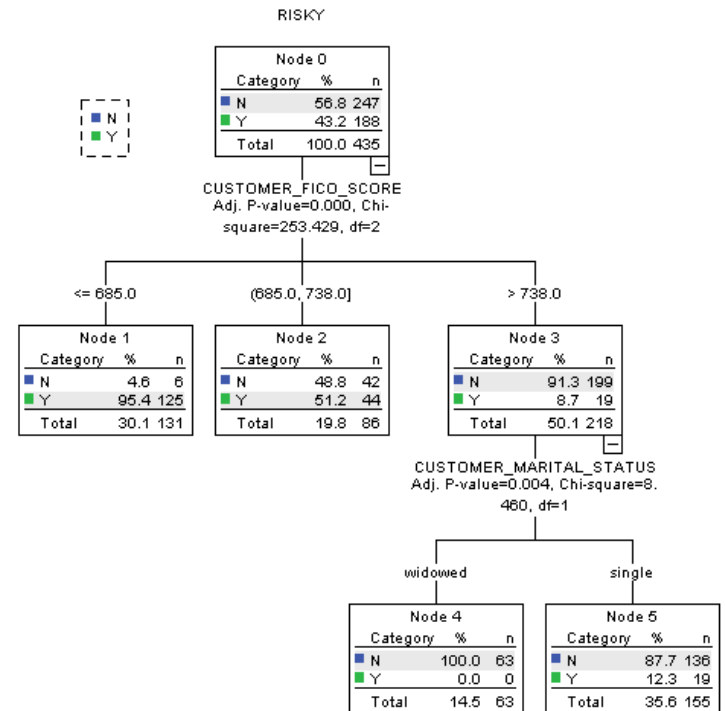 RISKY
N
Y
Node 0
Category % n
N 56.8 247
Y 43.2 188
Total 100.0 435
CUSTOMER_FICO_SCORE
Adj. P-value=0.000, Chi-
square=253.429, df=2
<= 685.0
(685.0, 738.0]
> 738.0
Node 1
Category % n
N 4.6 6
Y 95.4 125
Total 30.1 131
Node 2
Category % n
N 48.8 42
Y 51.2 44
Total 19.8 86
Node 3
Category % n
N 91.3 199
Y 8.7 19
Total 50.1 218
CUSTOMER_MARITAL_STATUS
Adj. P-value=0.004, Chi-square=8.
460, df=1
widowed
single
Node 4
Category % n
N 100.0 63
Y 0.0 0
Total 14.5 63
Node 5
Category % n
N 87.7 136
Y 12.3 19
Total 35.6 155